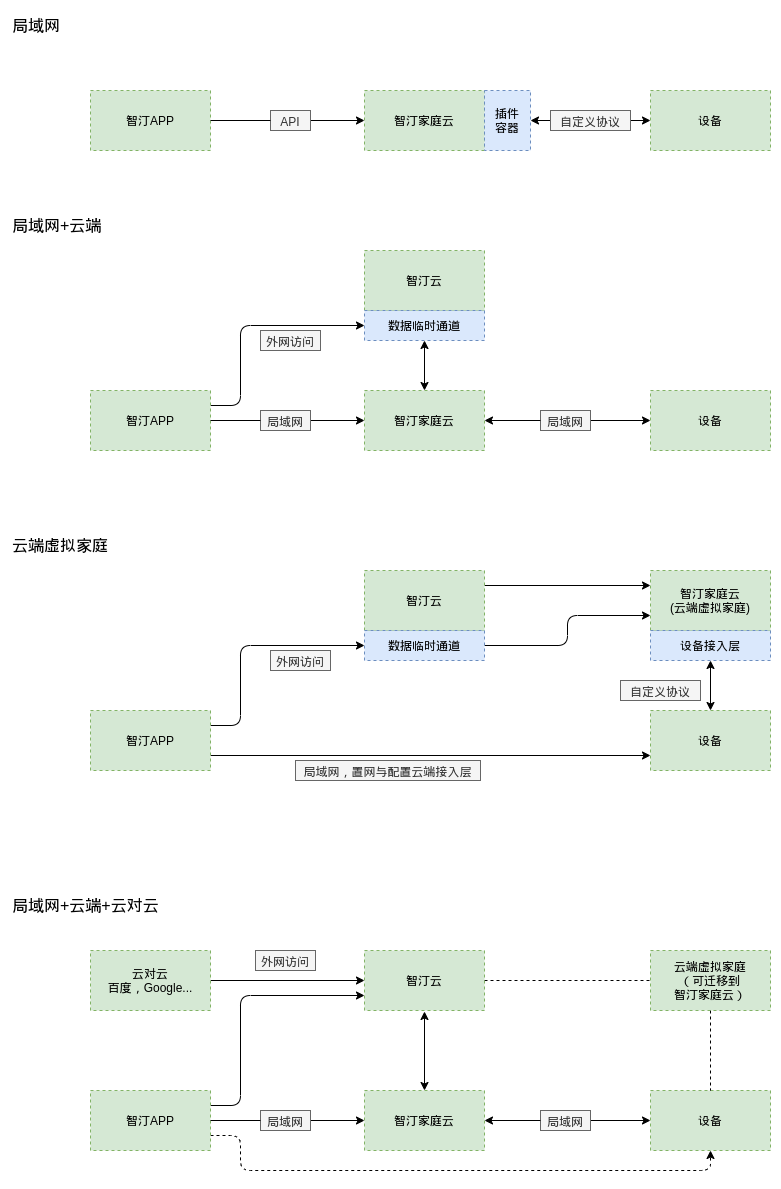 局域网
智汀APP
API
智汀家庭云
插件
容器
自定义协议
设备
局域网+云端
智汀云
数据临时通道
外网访问
智汀APP
局域网
智汀家庭云
局域网
设备
云端虚拟家庭
智汀云
智汀家庭云
(云端虚拟家庭)
数据临时通道
设备接入层
外网访问
自定义协议
智汀APP
设备
局域网，置网与配置云端接入层
局域网+云端+云对云
外网访问
云对云
百度，Google...
智汀云
云端虚拟家庭
（可迁移到
智汀家庭云）
智汀APP
局域网
智汀家庭云
局域网
设备